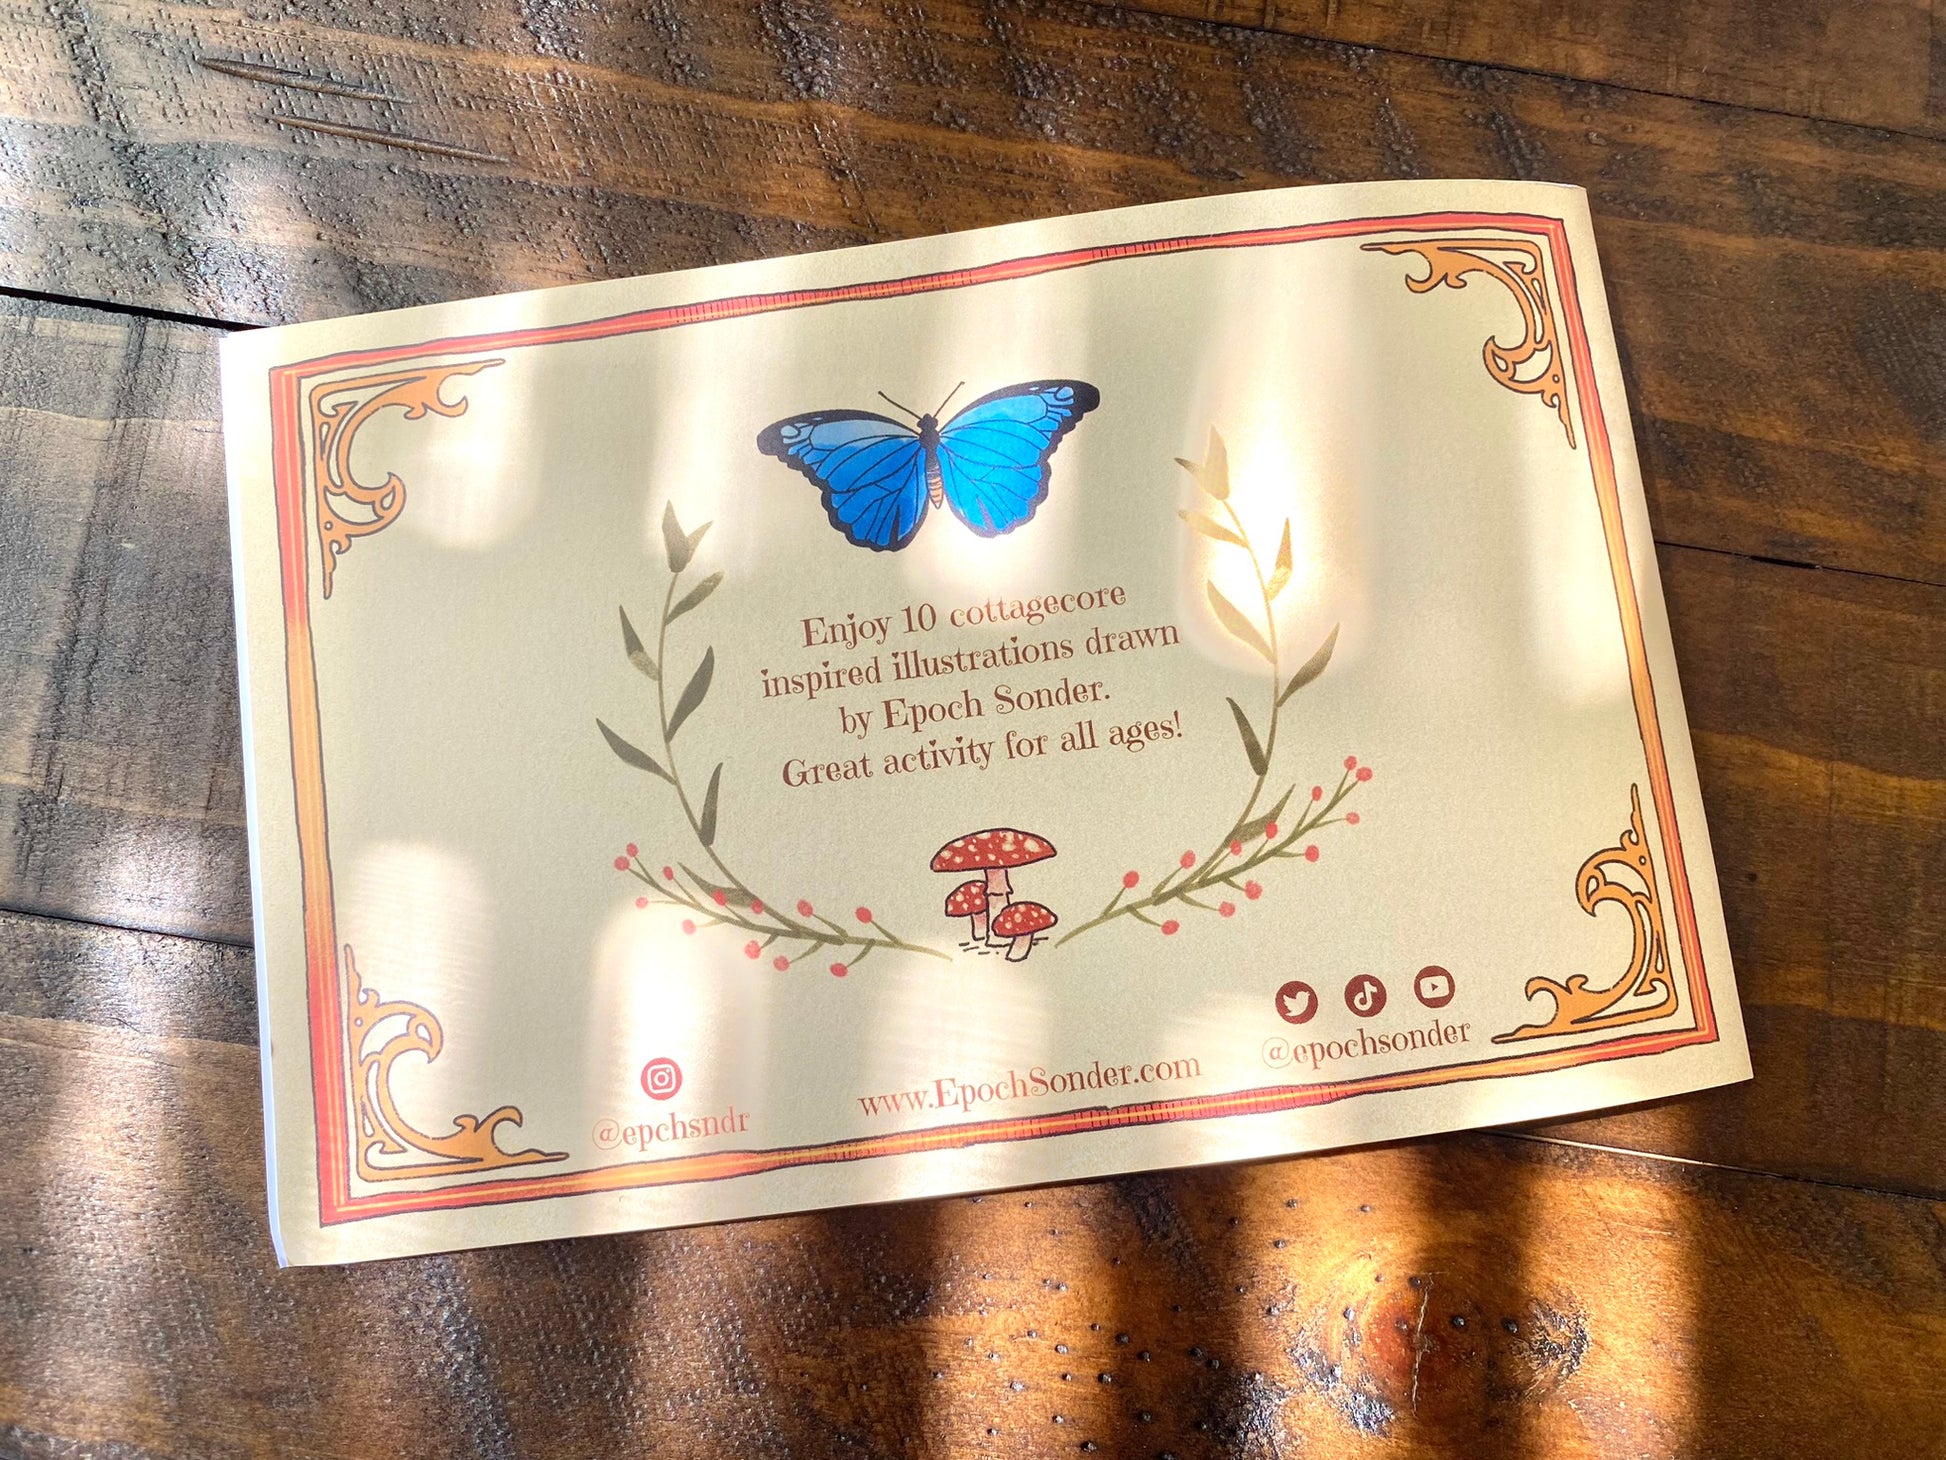 Enjoy 10 cottagecore
inspired illustrations drawn
by Epoch Sonder.
Great activity for all ages!
@epochsonder
www.EpochSonder.com
@epchsndr